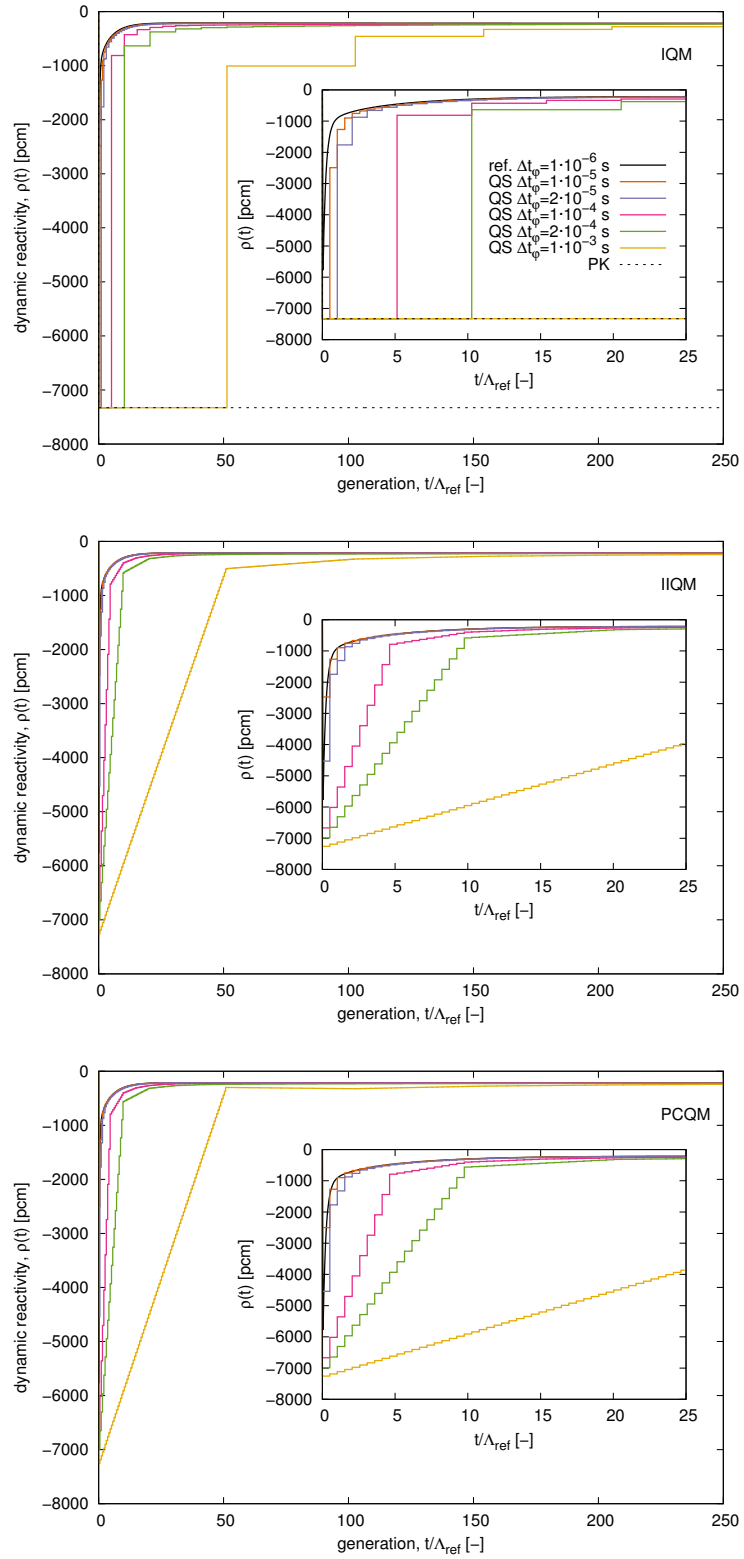 IQM
dynamic reactivity, ρ(t) [pcm]
0
−1000
−2000
−3000
−4000
−5000
−6000
−7000
−8000
0 50 100 150 200 250
generation, t/Λref [−]
ρ(t) [pcm]
0
−1000
−2000
−3000
−4000
−5000
−6000
−7000
−8000
0 5 10 15 20 25
t/Λref [−]
ref. Δtφ=1·10−6 s
QS Δtφ=1·10−5 s
QS Δtφ=2·10−5 s
QS Δtφ=1·10−4 s
QS Δtφ=2·10−4 s
QS Δtφ=1·10−3 s
PK
IIQM
dynamic reactivity, ρ(t) [pcm]
0
−1000
−2000
−3000
−4000
−5000
−6000
−7000
−8000
0 50 100 150 200 250
generation, t/Λref [−]
ρ(t) [pcm]
0
−1000
−2000
−3000
−4000
−5000
−6000
−7000
−8000
0 5 10 15 20 25
t/Λref [−]
PCQM
dynamic reactivity, ρ(t) [pcm]
0
−1000
−2000
−3000
−4000
−5000
−6000
−7000
−8000
0 50 100 150 200 250
generation, t/Λref [−]
ρ(t) [pcm]
0
−1000
−2000
−3000
−4000
−5000
−6000
−7000
−8000
0 5 10 15 20 25
t/Λref [−]